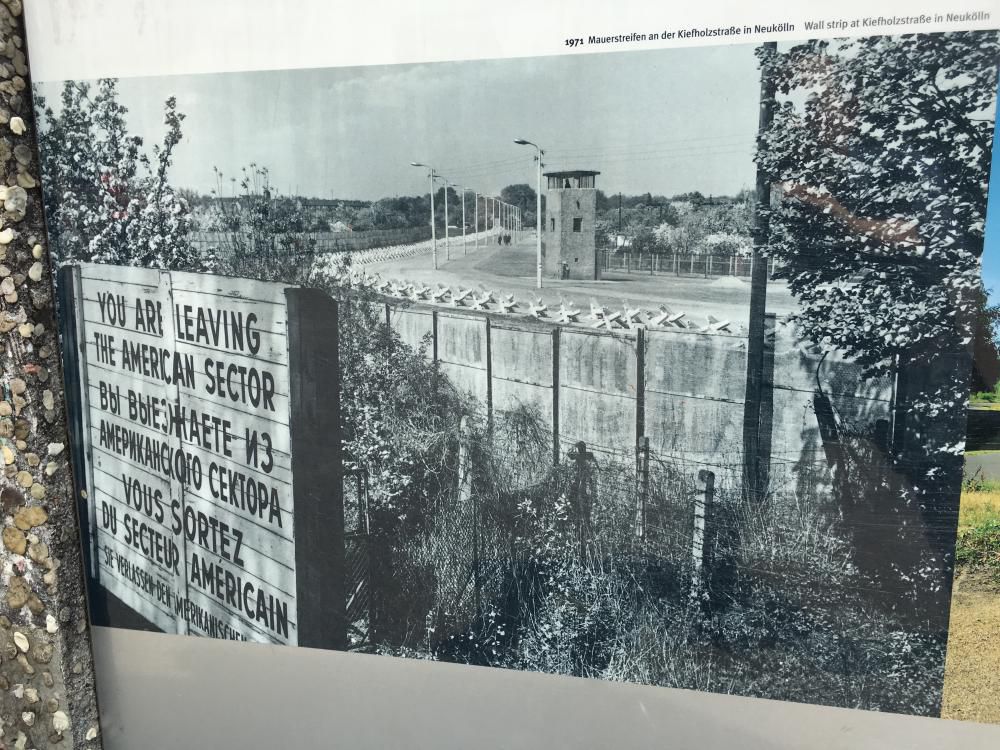 1971 Mauerstreifen an der Kiefholzstraße in Neukölln Wall strip at Kiefholzstraße in Neukölln
YOU ARE LEAVING
THE AMERICAN SECTOR
ВЫ ВЫЕЗЖАЕТЕ ИЗ
АМЕРИКАНСКОГО СЕКТОРА
VOUS SORTEZ
DU SECTEUR AMERICAIN
SIE VERLASSEN DEN AMERIKANISCHEN